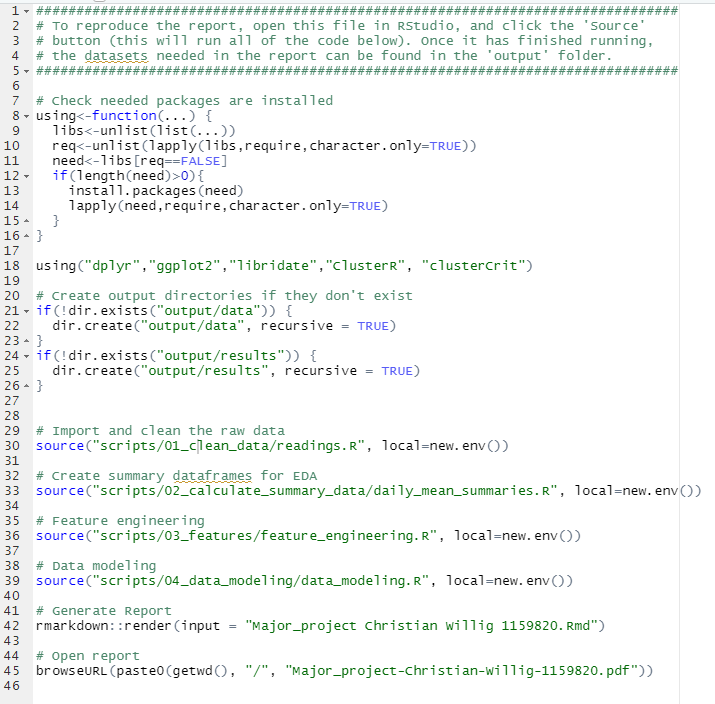 1 ################################################################################
2 # To reproduce the report, open this file in RStudio, and click the 'Source'
3 # button (this will run all of the code below). Once it has finished running,
4 # the datasets needed in the report can be found in the 'output' folder.
5 ################################################################################
6
7 # Check needed packages are installed
8 using<-function(...) {
9   libs<-unlist(list(...))
10   req<-unlist(lapply(libs,require,character.only=TRUE))
11   need<-libs[req==FALSE]
12   if(length(need)>0){
13     install.packages(need)
14     lapply(need,require,character.only=TRUE)
15   }
16 }
17
18 using("dplyr","ggplot2","libridate","ClusterR", "clusterCrit")
19
20 # Create output directories if they don't exist
21 if(!dir.exists("output/data")) {
22   dir.create("output/data", recursive = TRUE)
23 }
24 if(!dir.exists("output/results")) {
25   dir.create("output/results", recursive = TRUE)
26 }
27
28
29 # Import and clean the raw data
30 source("scripts/01_clean_data/readings.R", local=new.env())
31
32 # Create summary dataframes for EDA
33 source("scripts/02_calculate_summary_data/daily_mean_summaries.R", local=new.env())
34
35 # Feature engineering
36 source("scripts/03_features/feature_engineering.R", local=new.env())
37
38 # Data modeling
39 source("scripts/04_data_modeling/data_modeling.R", local=new.env())
40
41 # Generate Report
42 rmarkdown::render(input = "Major_project Christian Willig 1159820.Rmd")
43
44 # Open report
45 browseURL(paste0(getwd(), "/", "Major_project-Christian-Willig-1159820.pdf"))
46